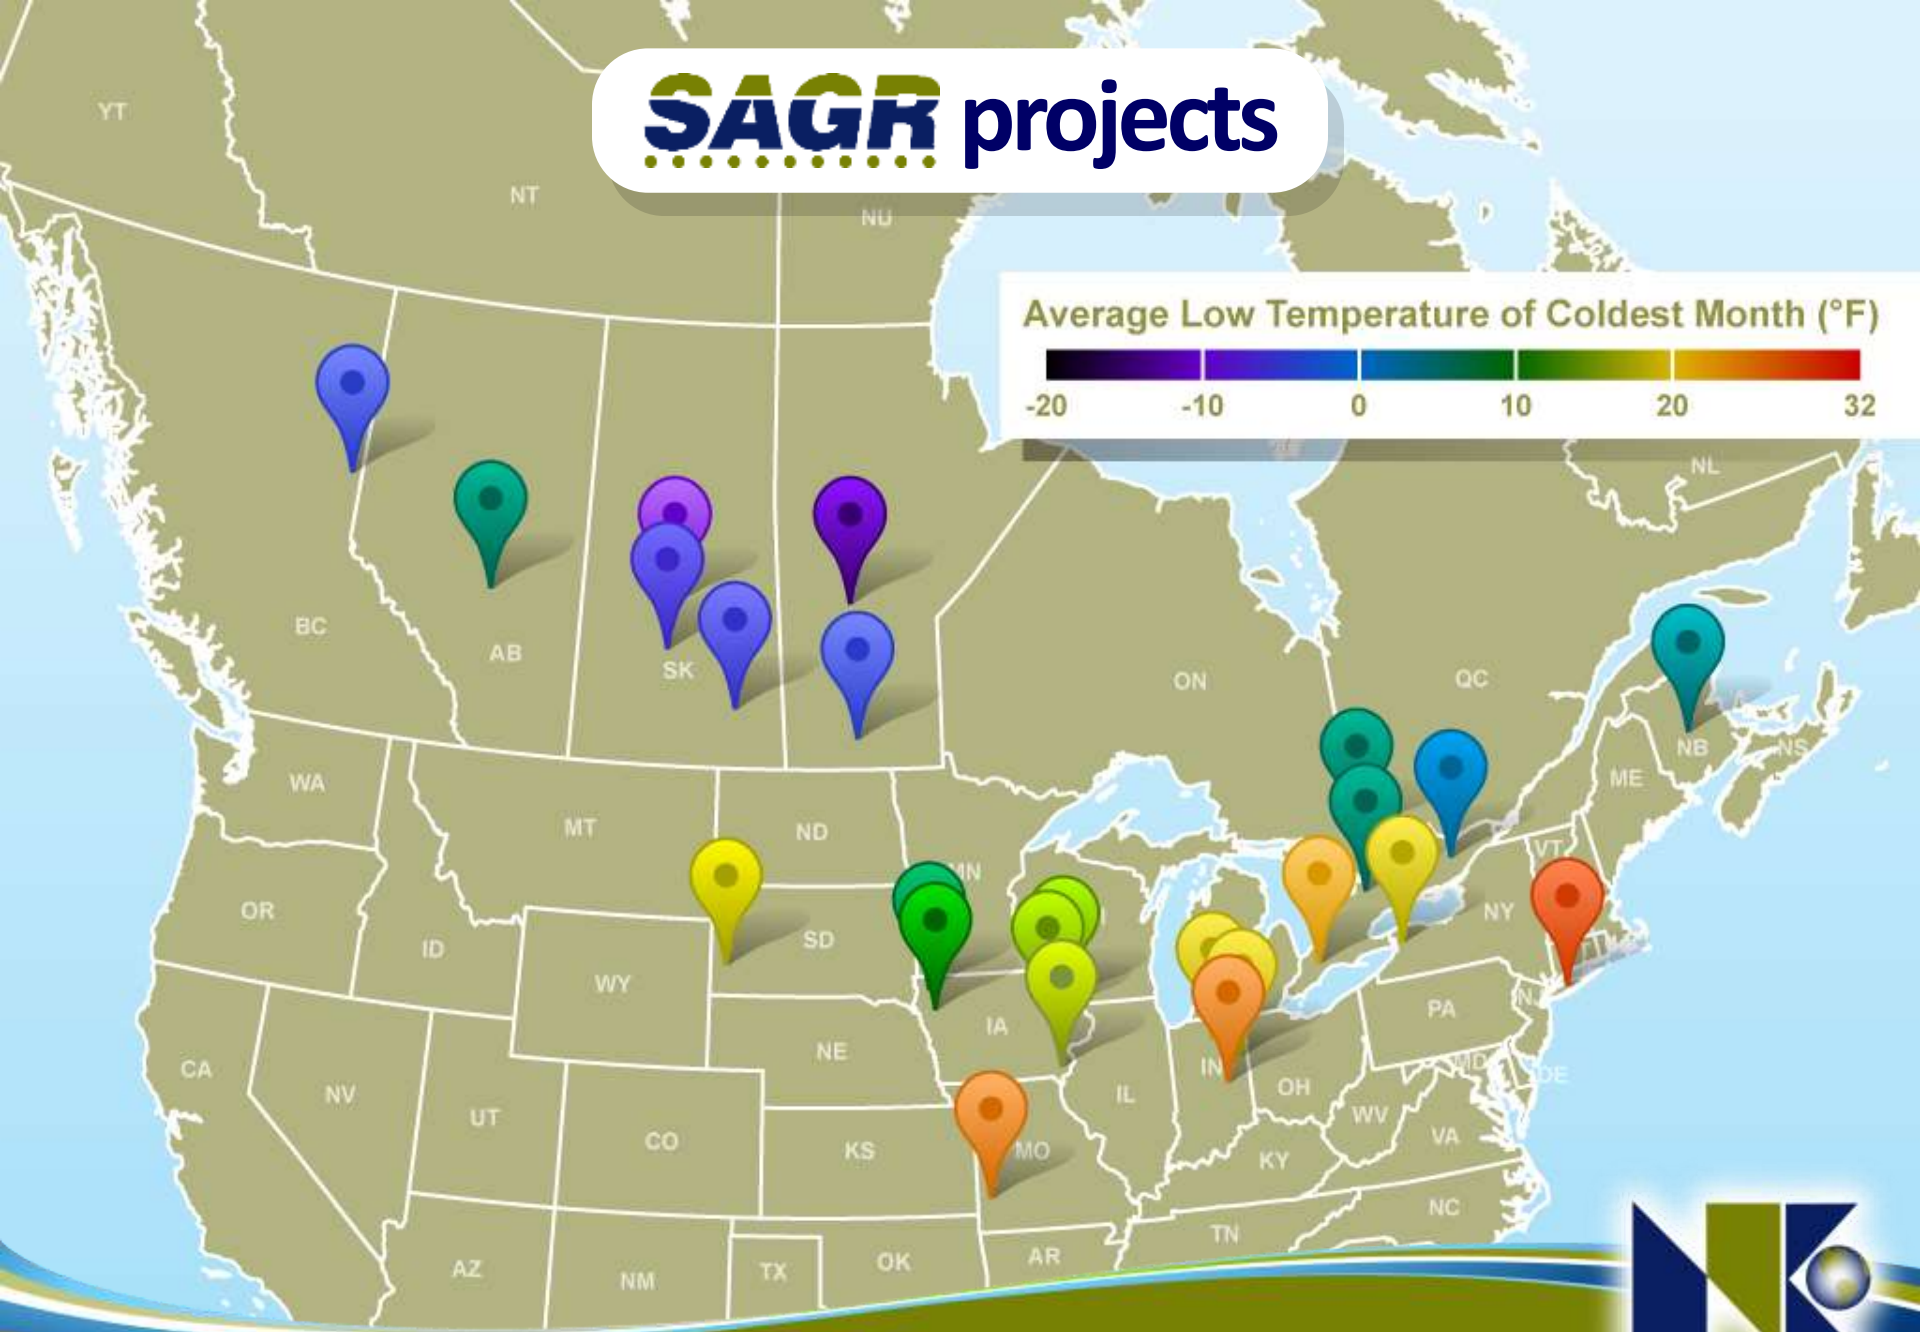 SAGR projects
YT
NT
NU
Average Low Temperature of Coldest Month (°F)
-20 -10 0 10 20 32
NL
BC
AB
SK
ON
QC
NB
NS
ME
WA
MT
ND
MN
VT
OR
ID
SD
NY
WY
IA
PA
NJ
CA
NV
NE
IN
OH
MD
DE
UT
CO
IL
WV
KS
MO
VA
KY
NC
TN
AZ
NM
TX
OK
AR
NK